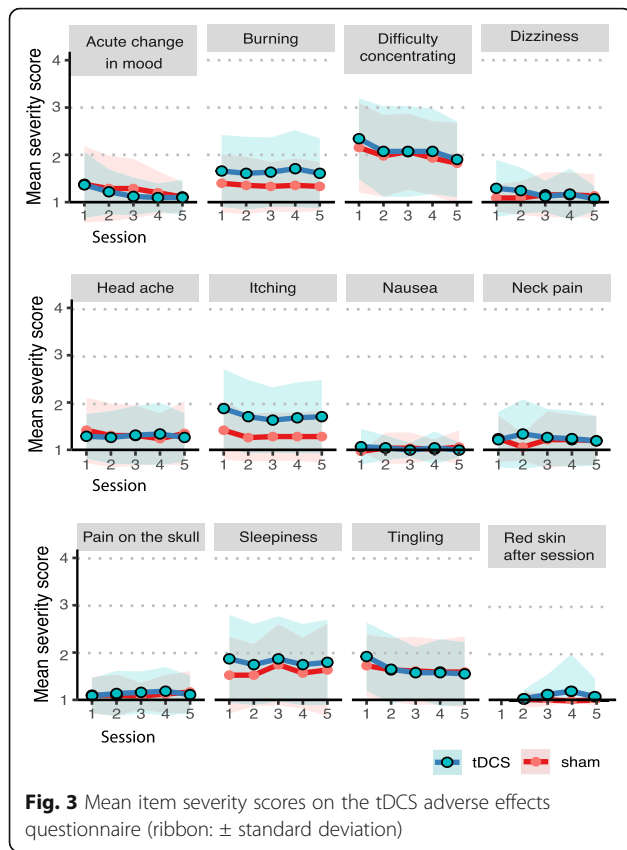 Acute change in mood
Burning
Difficulty concentrating
Dizziness
Mean severity score
4
3
2
1
1 2 3 4 5
1 2 3 4 5
1 2 3 4 5
1 2 3 4 5
Session
Head ache
Itching
Nausea
Neck pain
Mean severity score
4
3
2
1
1 2 3 4 5
1 2 3 4 5
1 2 3 4 5
1 2 3 4 5
Session
Pain on the skull
Sleepiness
Tingling
Red skin after session
Mean severity score
4
3
2
1
1 2 3 4 5
1 2 3 4 5
1 2 3 4 5
1 2 3 4 5
Session
tDCS
sham
Fig. 3 Mean item severity scores on the tDCS adverse effects
questionnaire (ribbon: ± standard deviation)